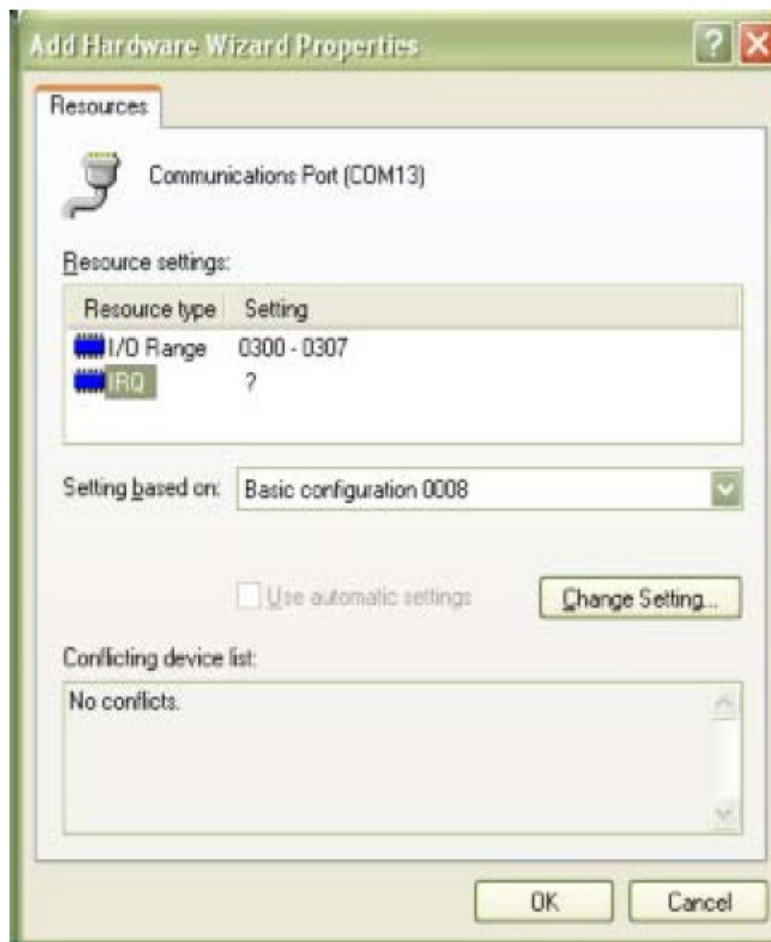 Add Hardware Wizard Properties
Resources
Communications Port (COM13)
Resource settings:
Resource type Setting
I/O Range 0300 - 0307
IRQ ?
Setting based on: Basic configuration 0008
Use automatic settings
Change Setting...
Conflicting device list:
No conflicts.
OK Cancel